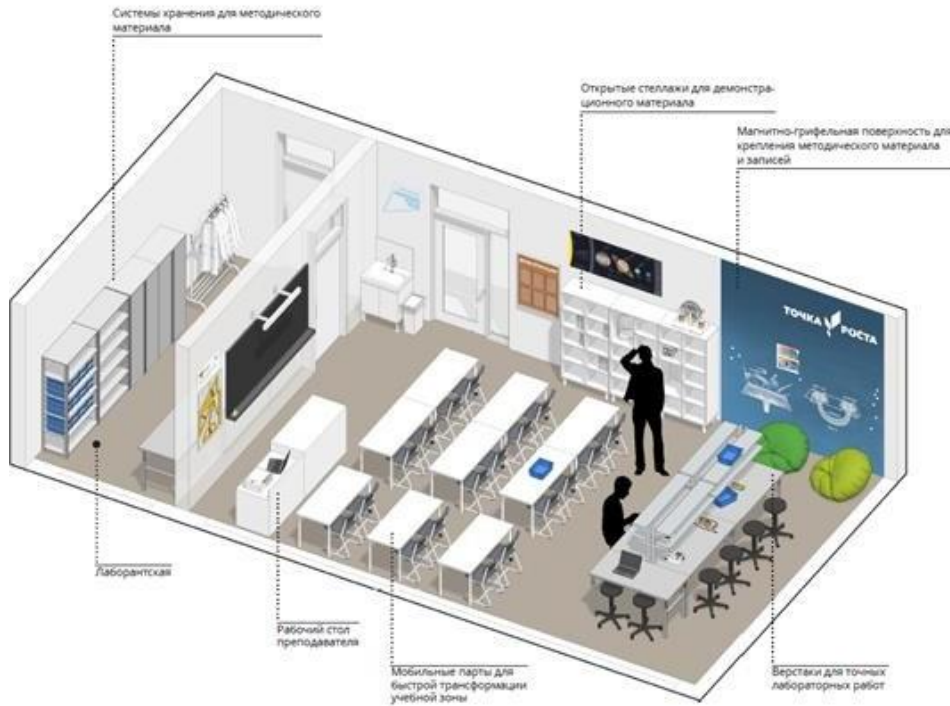 Системы хранения для методического
материала
Открытые стеллажи для демонстра-
ционного материала
Магнитно-грифельная поверхность для
крепления методического материала
и записей
ТОЧКА РОСТА
Лаборантская
Рабочий стол
преподавателя
Мобильные парты для
быстрой трансформации
учебной зоны
Верстаки для точных
лабораторных работ